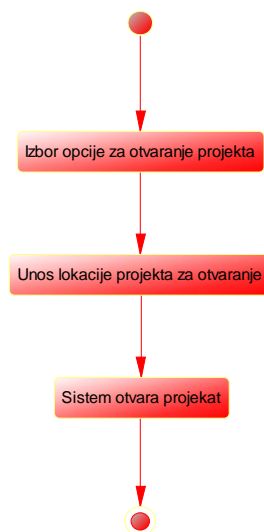 Izbor opcije za otvaranje projekta
Unos lokacije projekta za otvaranje
Sistem otvara projekat